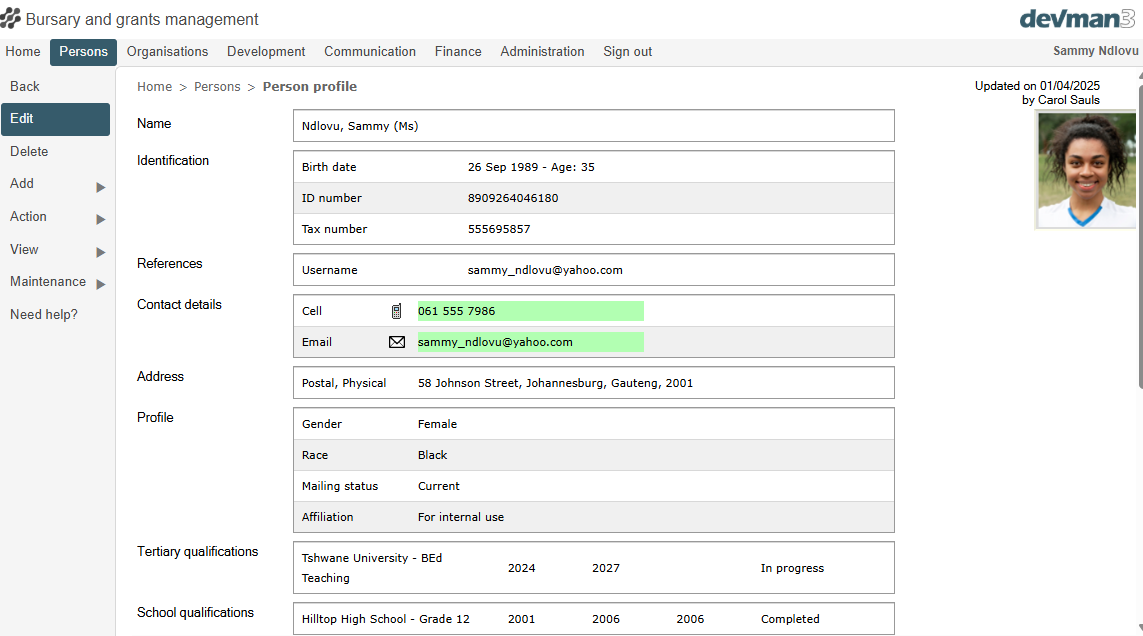 Bursary and grants management
devman3
Home Persons Organisations Development Communication Finance Administration Sign out Sammy Ndlovu
Back
Edit
Delete
Add
Action
View
Maintenance
Need help?
Home > Persons > Person profile
Updated on 01/04/2025
by Carol Sauls
Name
Ndlovu, Sammy (Ms)
Identification
Birth date 26 Sep 1989 - Age: 35
ID number 8909264046180
Tax number 555695857
References
Username sammy_ndlovu@yahoo.com
Contact details
Cell 061 555 7986
Email sammy_ndlovu@yahoo.com
Address
Postal, Physical 58 Johnson Street, Johannesburg, Gauteng, 2001
Profile
Gender Female
Race Black
Mailing status Current
Affiliation For internal use
Tertiary qualifications
Tshwane University - BEd
Teaching
2024 2027 In progress
School qualifications
Hilltop High School - Grade 12 2001 2006 2006 Completed